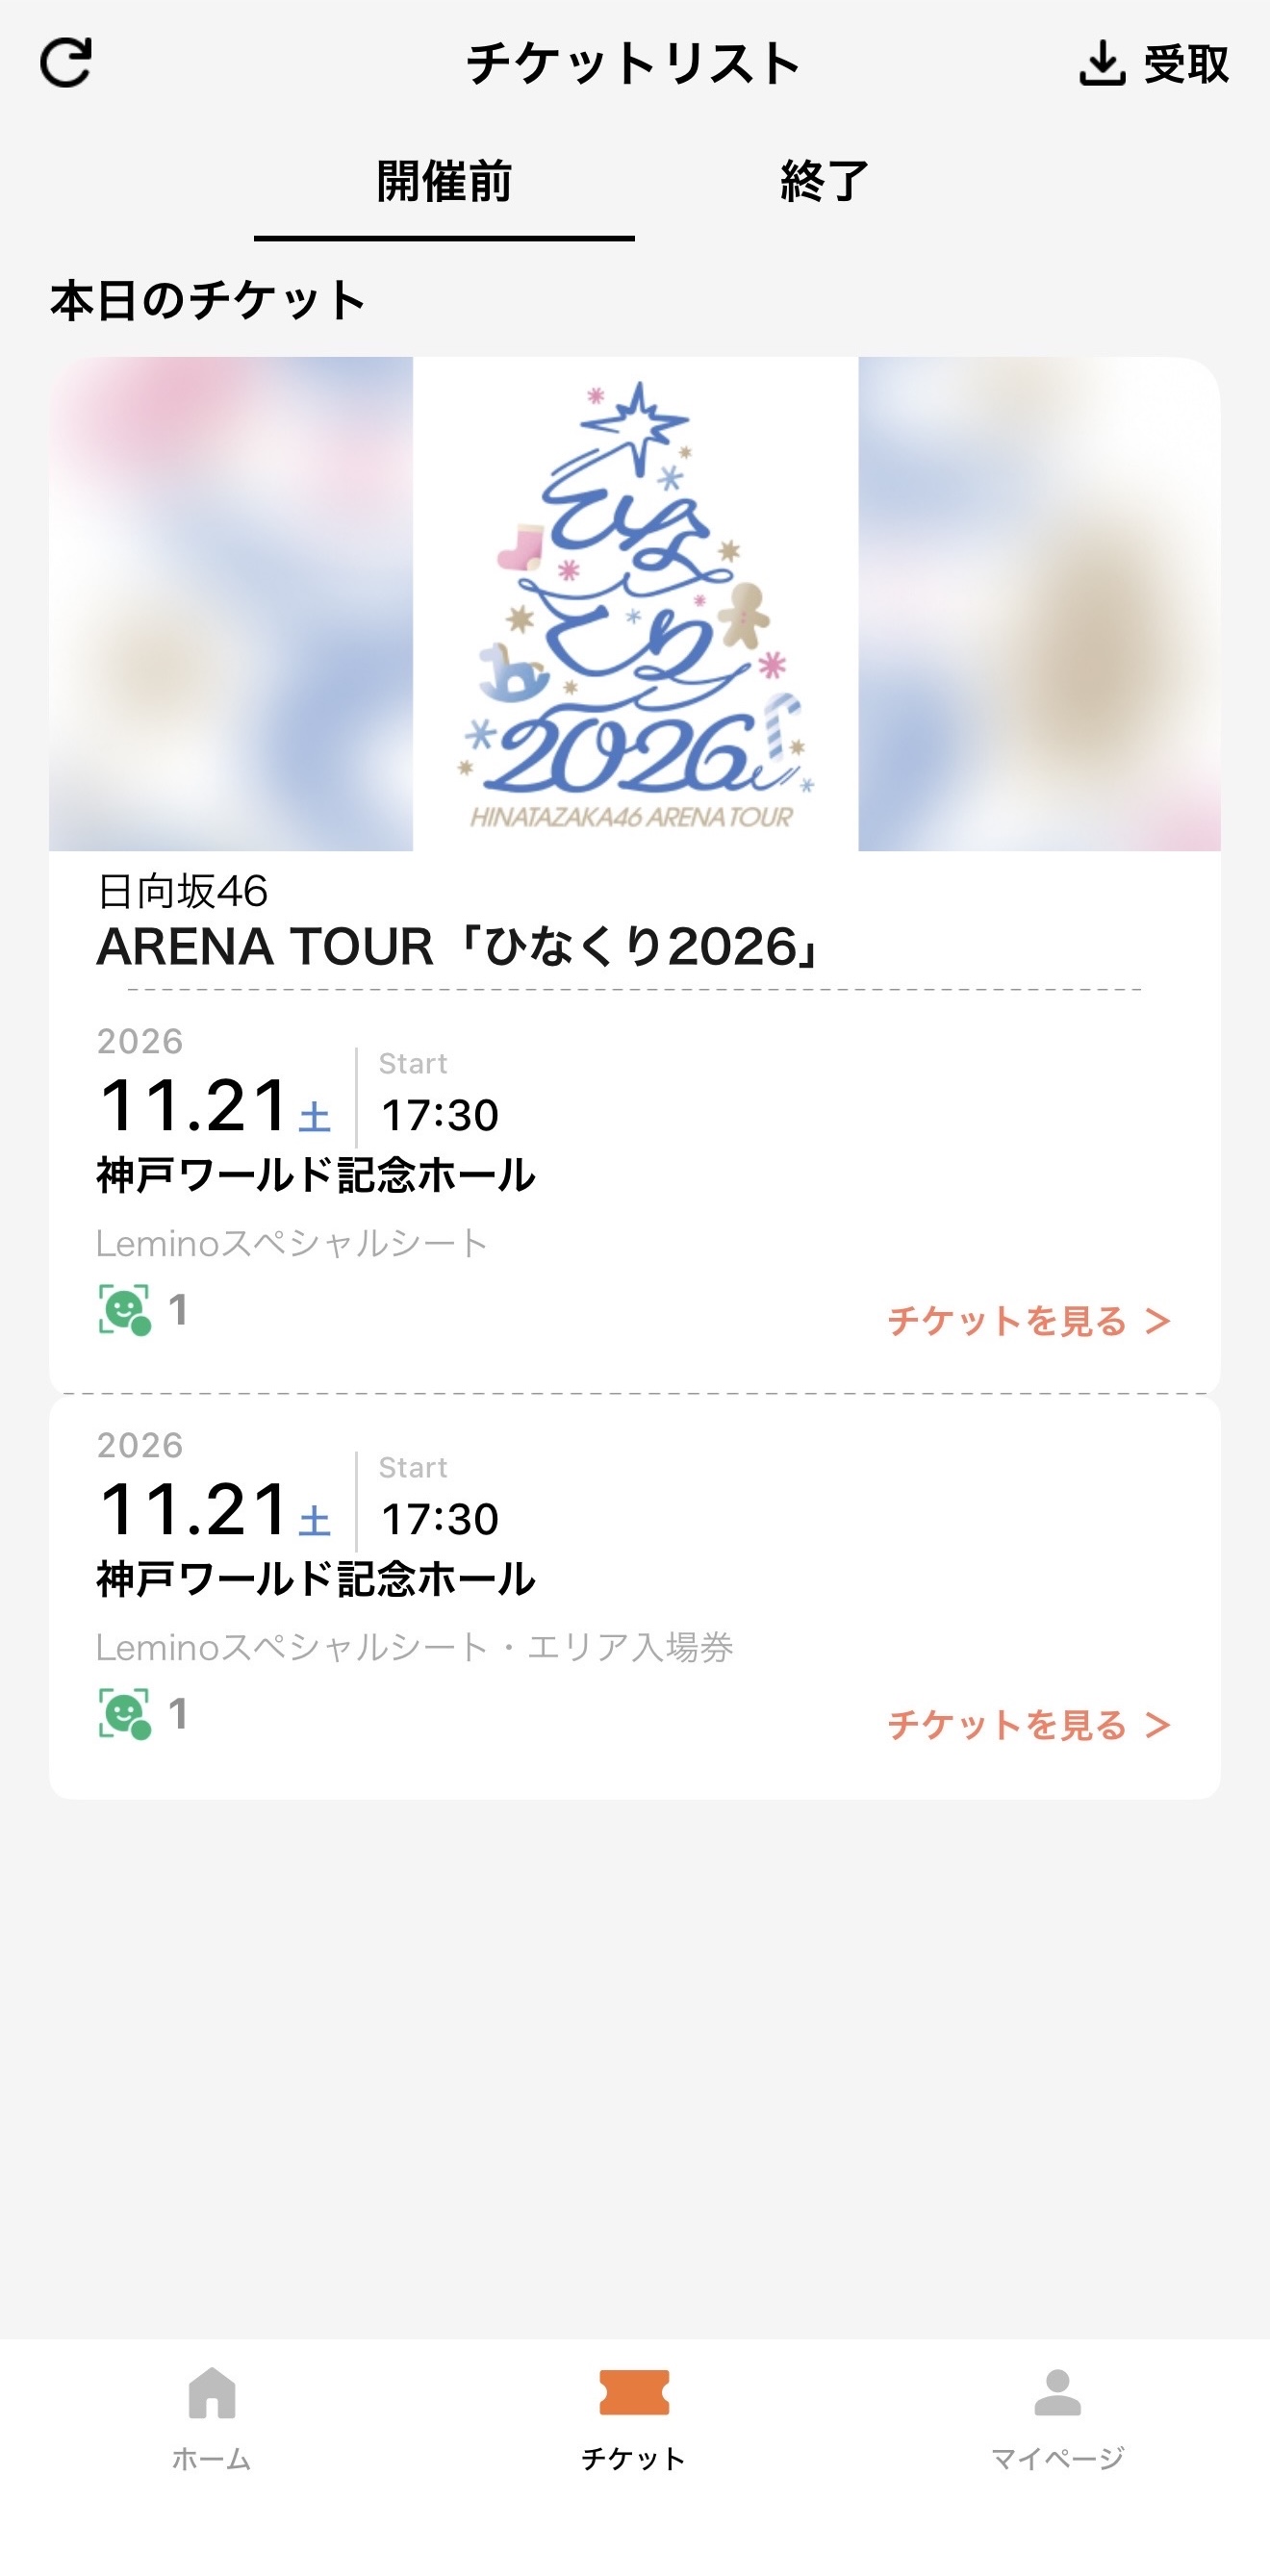 チケットリスト
受取
開催前
終了
本日のチケット
ひな
くり
2026
HINATAZAKA46 ARENA TOUR
日向坂46
ARENA TOUR「ひなくり2026」
2026
Start
11.21土
17:30
神戸ワールド記念ホール
Leminoスペシャルシート
1
チケットを見る >
2026
Start
11.21土
17:30
神戸ワールド記念ホール
Leminoスペシャルシート・エリア入場券
1
チケットを見る >
ホーム
チケット
マイページ